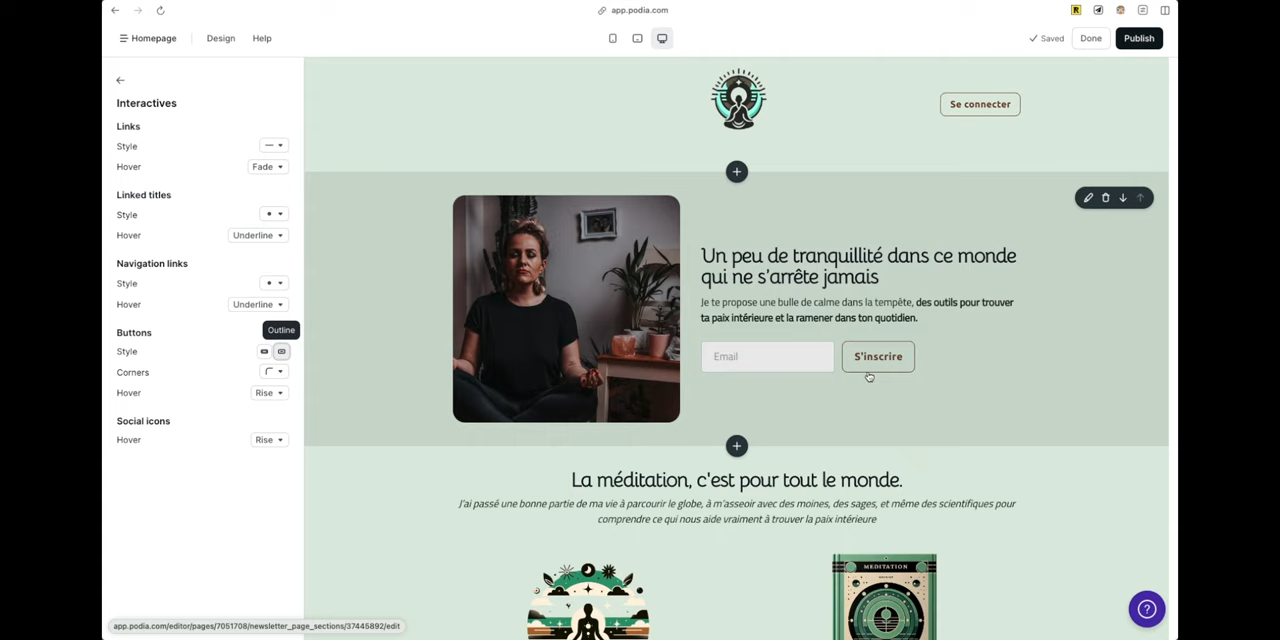 app.podia.com
Homepage
Design
Help
Saved
Done
Publish
Interactives
Links
Style
Hover
Fade
Linked titles
Style
Hover
Underline
Navigation links
Style
Hover
Underline
Buttons
Outline
Style
Corners
Hover
Rise
Social icons
Hover
Rise
Se connecter
Un peu de tranquillité dans ce monde
qui ne s'arrête jamais
Je te propose une bulle de calme dans la tempête, des outils pour trouver
ta paix intérieure et la ramener dans ton quotidien.
Email
S'inscrire
La méditation, c'est pour tout le monde.
J'ai passé une bonne partie de ma vie à parcourir le globe, à m'asseoir avec des moines, des sages, et même des scientifiques pour
comprendre ce qui nous aide vraiment à trouver la paix intérieure
MEDITATION
app.podia.com/editor/pages/7051708/newsletter_page_sections/37445892/edit